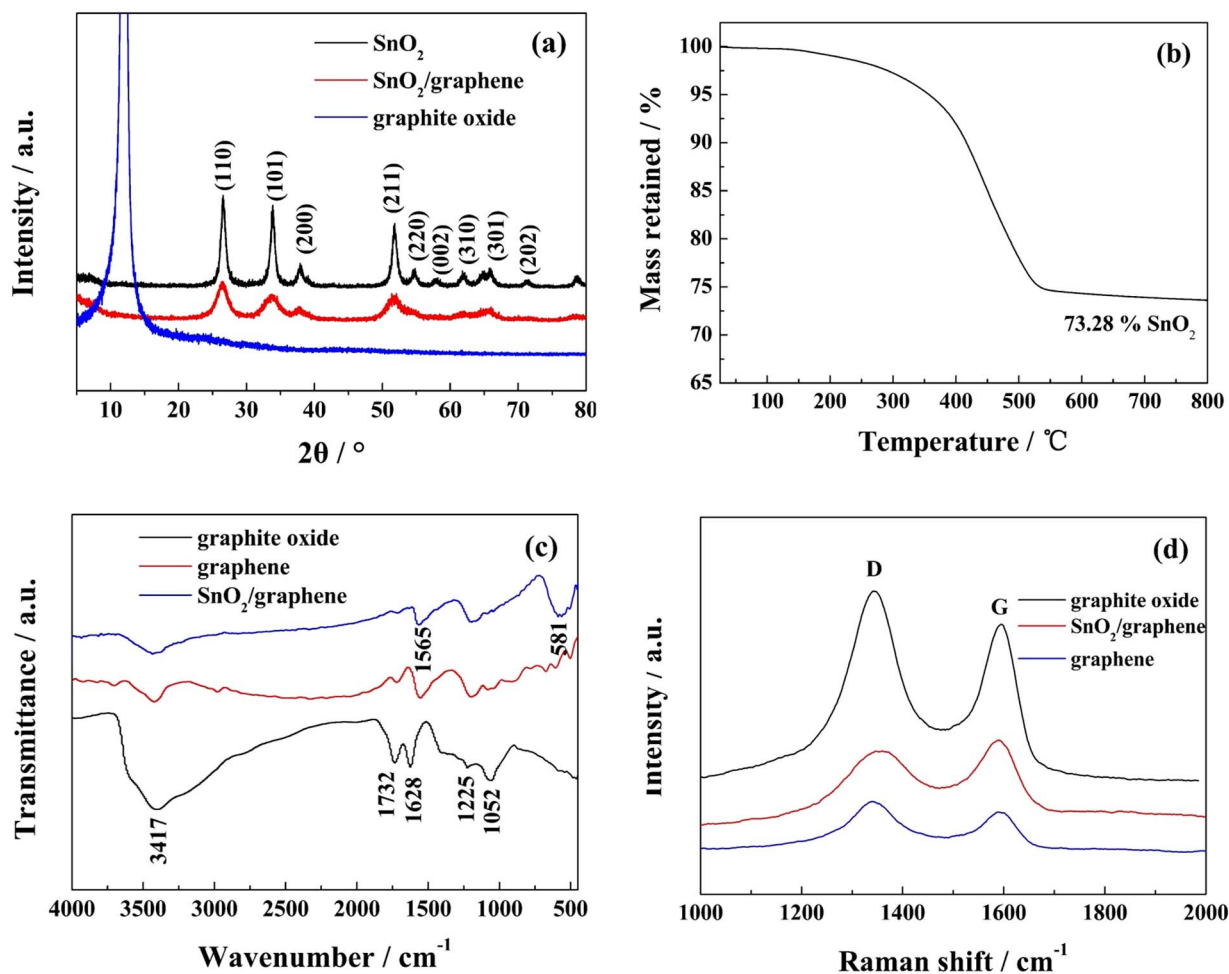 (a)
SnO2
SnO2/graphene
graphite oxide
(110)
(101)
(200)
(211)
(220)
(002)
(310)
(301)
(202)
Intensity / a.u.
10 20 30 40 50 60 70 80
2θ / °
(b)
100
95
90
85
80
75
70
65
Mass retained / %
73.28 % SnO2
100 200 300 400 500 600 700 800
Temperature / ℃
(c)
graphite oxide
graphene
SnO2/graphene
1565
581
1732
1628
1225
1052
3417
Transmittance / a.u.
4000 3500 3000 2500 2000 1500 1000 500
Wavenumber / cm-1
(d)
D
G
graphite oxide
SnO2/graphene
graphene
Intensity / a.u.
1000 1200 1400 1600 1800 2000
Raman shift / cm-1